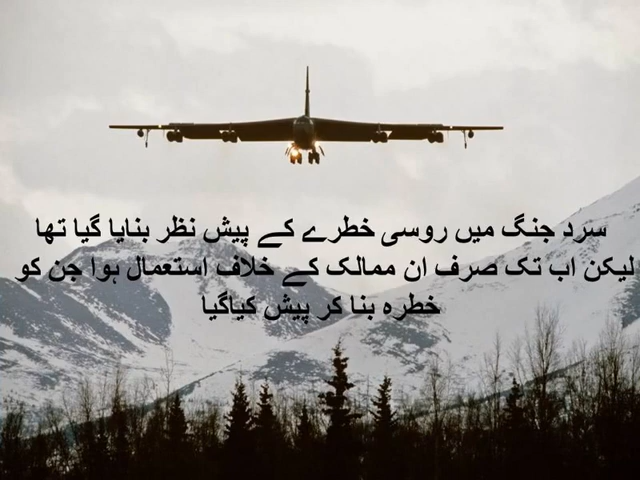 سرد جنگ میں روسی خطرے کے پیش نظر بنایا گیا تھا
لیکن اب تک صرف ان ممالک کے خلاف استعمال ہوا جن کو
خطرہ بنا کر پیش کیاگیا